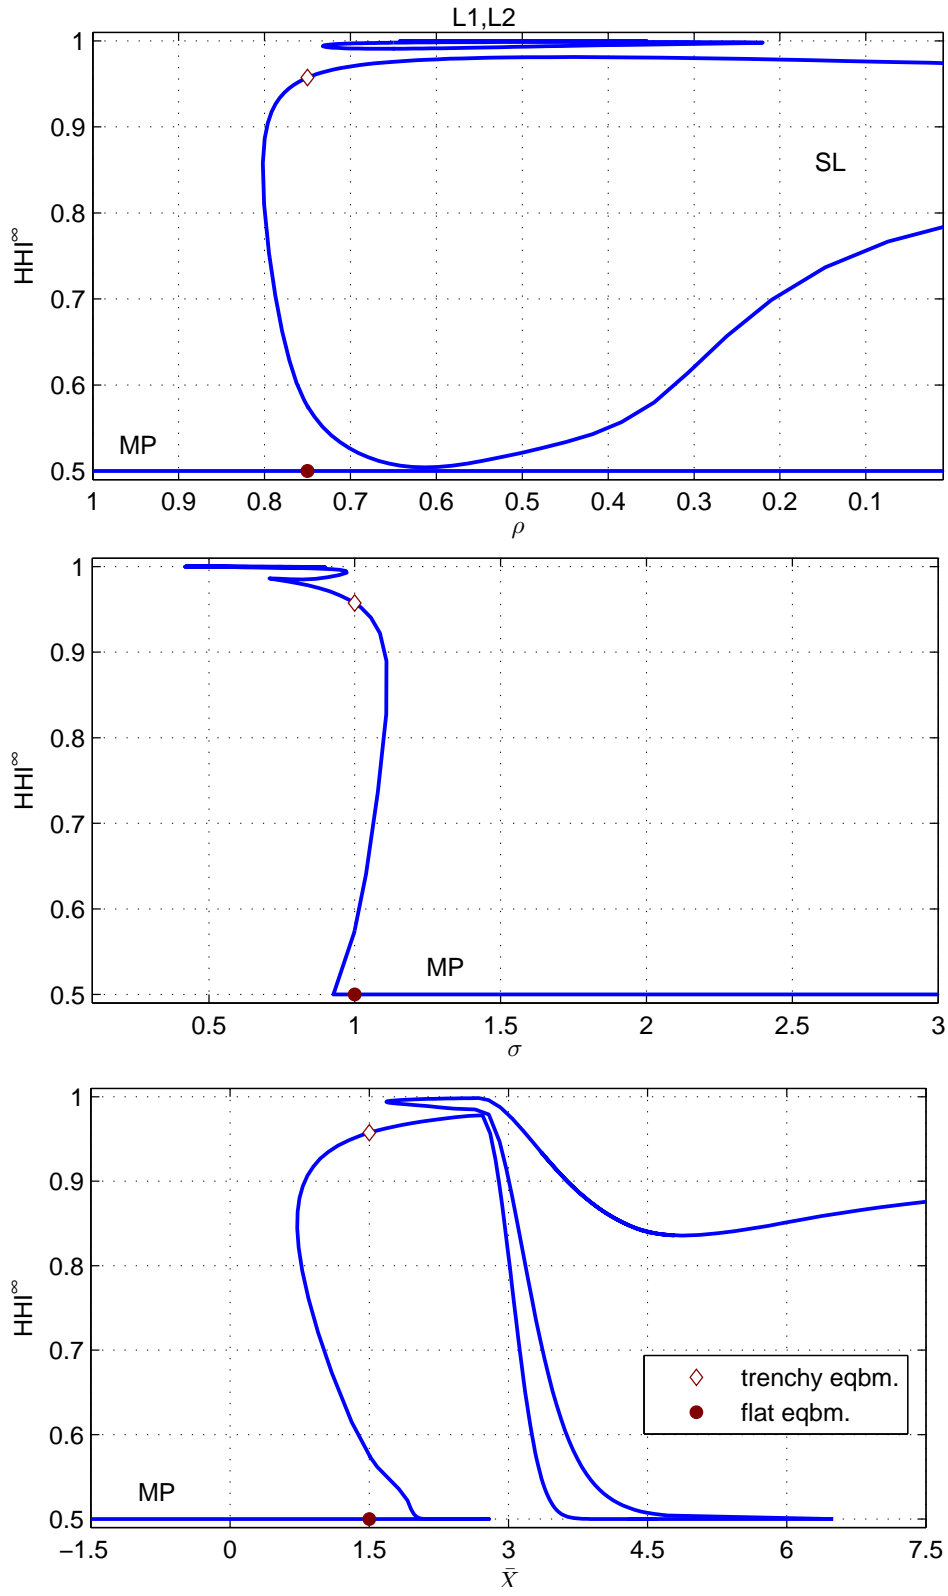 L1,L2
1
0.9
0.8
0.7
0.6
0.5
HHI∞
SL
MP
1 0.9 0.8 0.7 0.6 0.5 0.4 0.3 0.2 0.1
ρ
1
0.9
0.8
0.7
0.6
0.5
HHI∞
MP
0.5 1 1.5 2 2.5 3
σ
1
0.9
0.8
0.7
0.6
0.5
HHI∞
trenchy eqbm.
flat eqbm.
MP
−1.5 0 1.5 3 4.5 6 7.5
X̄